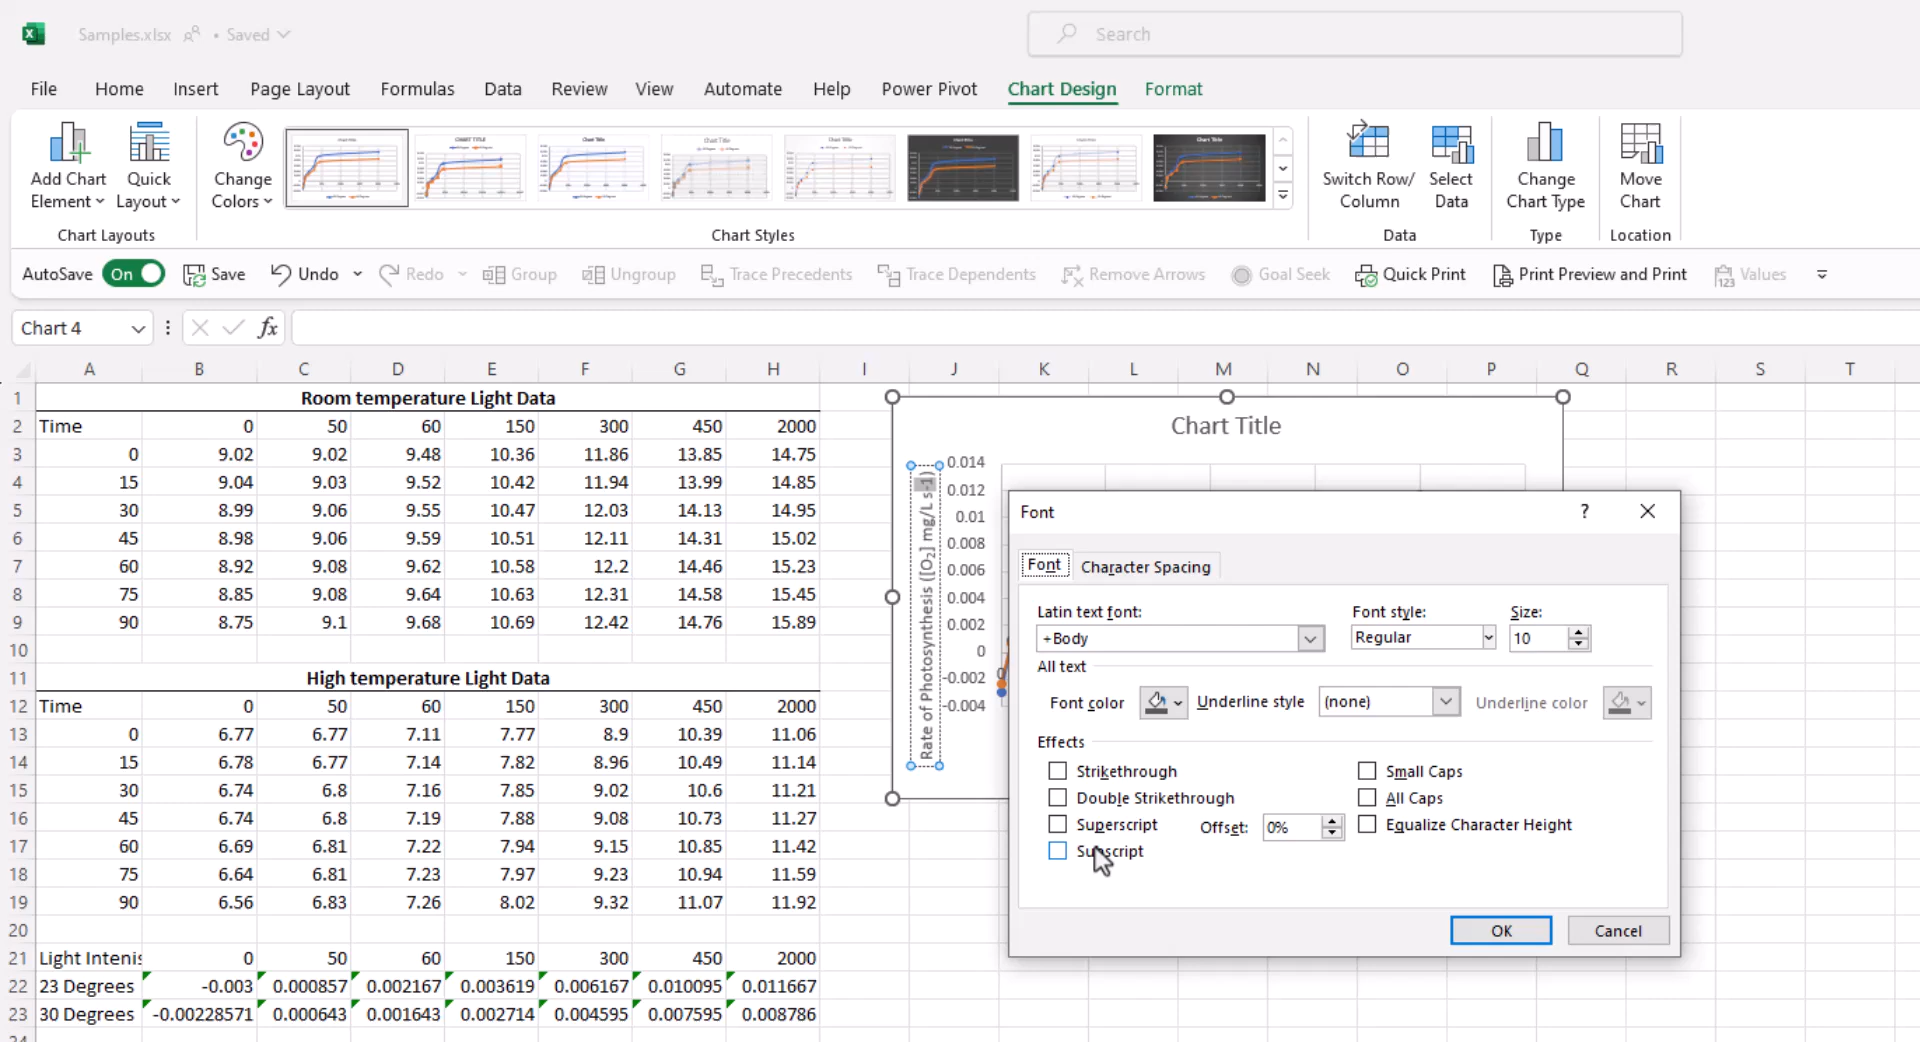 Samples.xlsx • Saved
Search
File Home Insert Page Layout Formulas Data Review View Automate Help Power Pivot Chart Design Format
Add Chart Element
Quick Layout
Chart Layouts
Change Colors
Chart Styles
Switch Row/ Column
Select Data
Data
Change Chart Type
Type
Move Chart
Location
AutoSave On Save Undo Redo Group Ungroup Trace Precedents Trace Dependents Remove Arrows Goal Seek Quick Print Print Preview and Print Values
Chart 4 fx
A B C D E F G H I J K L M N O P Q R S T
1 Room temperature Light Data
2 Time 0 50 60 150 300 450 2000
3 0 9.02 9.02 9.48 10.36 11.86 13.85 14.75
4 15 9.04 9.03 9.52 10.42 11.94 13.99 14.85
5 30 8.99 9.06 9.55 10.47 12.03 14.13 14.95
6 45 8.98 9.06 9.59 10.51 12.11 14.31 15.02
7 60 8.92 9.08 9.62 10.58 12.2 14.46 15.23
8 75 8.85 9.08 9.64 10.63 12.31 14.58 15.45
9 90 8.75 9.1 9.68 10.69 12.42 14.76 15.89
10
11 High temperature Light Data
12 Time 0 50 60 150 300 450 2000
13 0 6.77 6.77 7.11 7.77 8.9 10.39 11.06
14 15 6.78 6.77 7.14 7.82 8.96 10.49 11.14
15 30 6.74 6.8 7.16 7.85 9.02 10.6 11.21
16 45 6.74 6.8 7.19 7.88 9.08 10.73 11.27
17 60 6.69 6.81 7.22 7.94 9.15 10.85 11.42
18 75 6.64 6.81 7.23 7.97 9.23 10.94 11.59
19 90 6.56 6.83 7.26 8.02 9.32 11.07 11.92
20
21 Light Intenis 0 50 60 150 300 450 2000
22 23 Degrees -0.003 0.000857 0.002167 0.003619 0.006167 0.010095 0.011667
23 30 Degrees -0.00228571 0.000643 0.001643 0.002714 0.004595 0.007595 0.008786
Chart Title
Rate of Photosynthesis ([O₂] mg/L s-1)
0.014
0.012
0.01
0.008
0.006
0.004
0.002
0
-0.002
-0.004
0
Font ?
Font Character Spacing
Latin text font: Font style: Size:
+Body Regular 10
All text
Font color Underline style (none) Underline color
Effects
Strikethrough Small Caps
Double Strikethrough All Caps
Superscript Offset: 0% Equalize Character Height
Subscript
OK Cancel